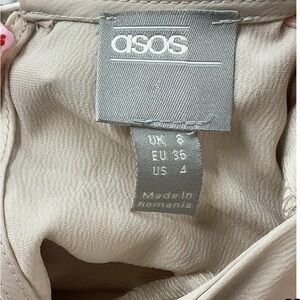 asos
UK 8
EU 36
US 4
Made in
Romania